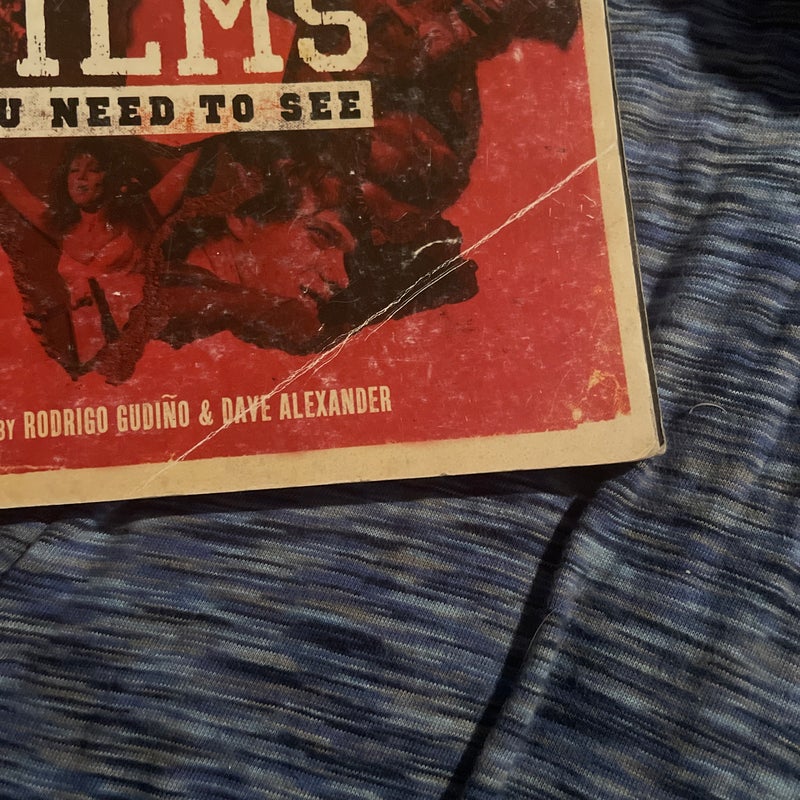 ILMS
U NEED TO SEE
BY RODRIGO GUDIÑO & DAVE ALEXANDER